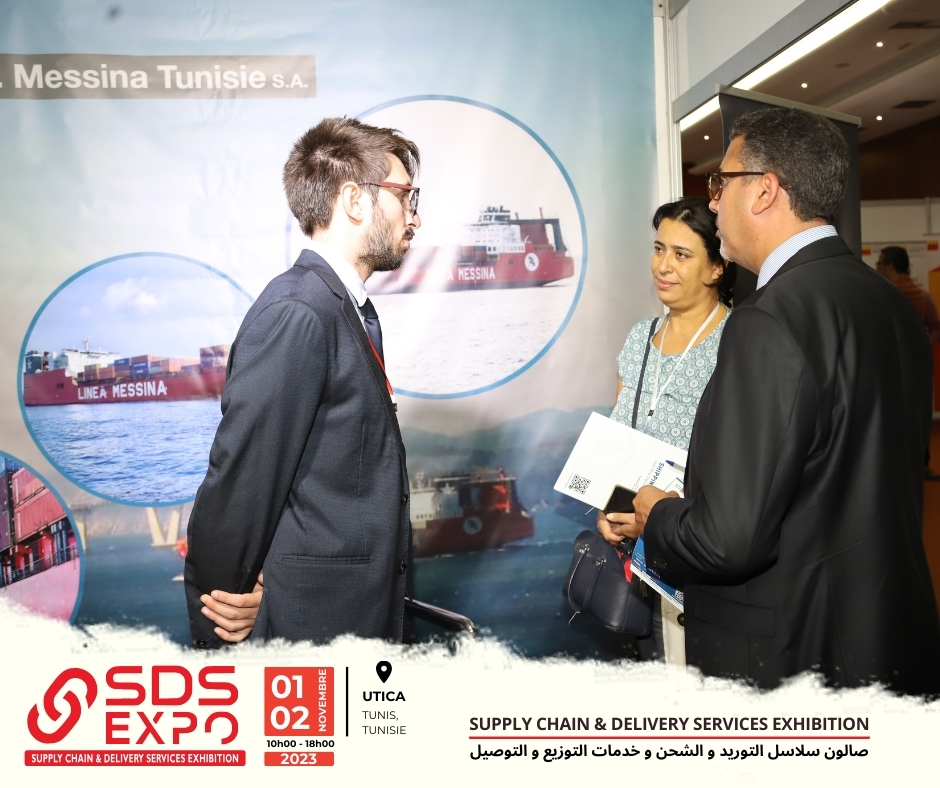 . Messina Tunisie S.A.
LINEA MESSINA
MESSINA
SHIPPIN
SDS
EXPO
SUPPLY CHAIN & DELIVERY SERVICES EXHIBITION
01
02
NOVEMBRE
10h00 - 18h00
2023
UTICA
TUNIS,
TUNISIE
SUPPLY CHAIN & DELIVERY SERVICES EXHIBITION
صالون سلاسل التوريد و الشحن و خدمات التوزيع و التوصيل